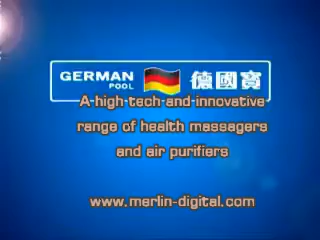 GERMAN
POOL
德國寶
A high-tech and innovative
range of health massagers
and air purifiers
www.merlin-digital.com